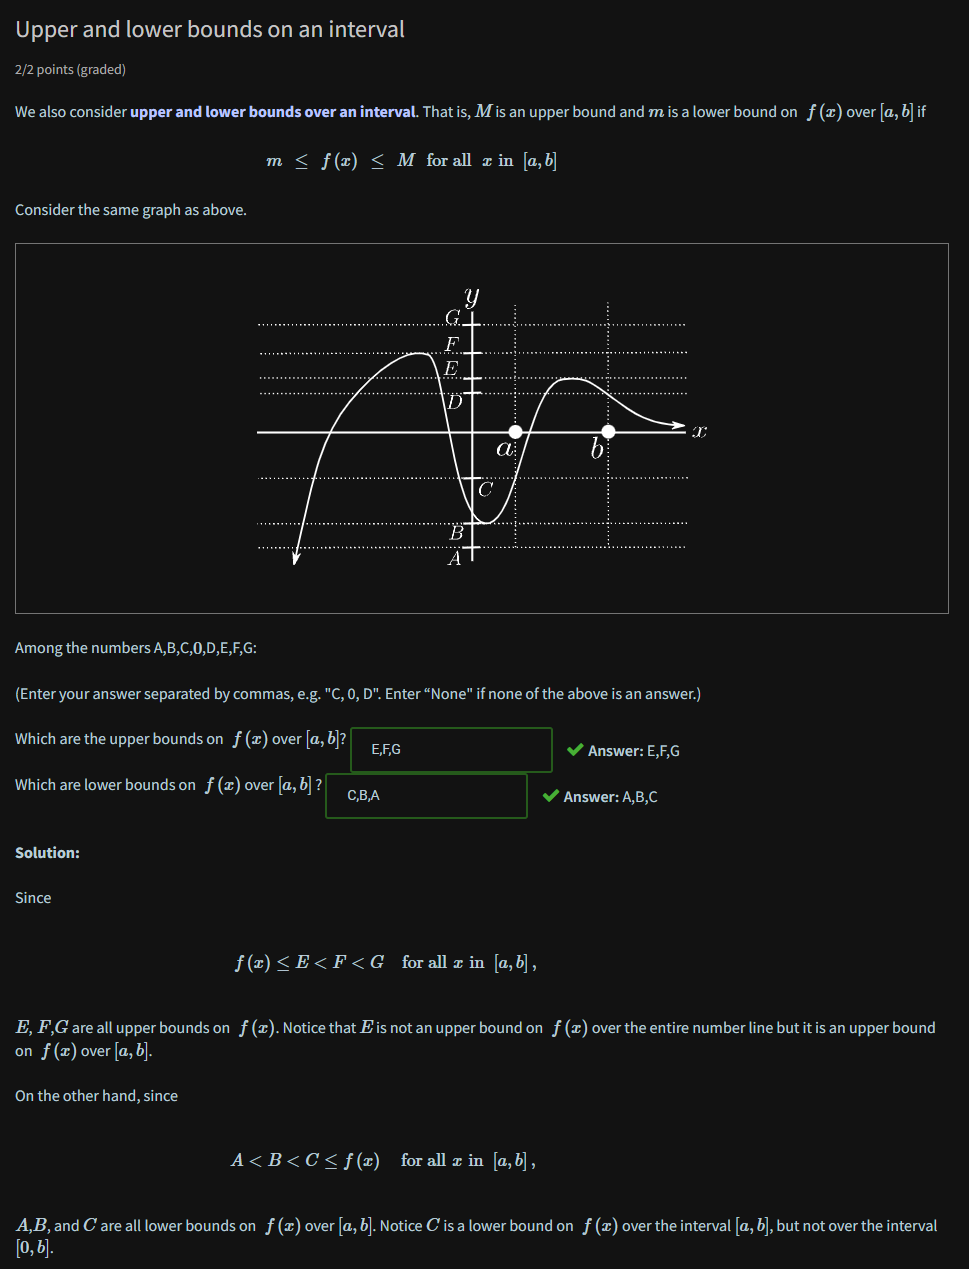 Upper and lower bounds on an interval
2/2 points (graded)
We also consider upper and lower bounds over an interval. That is, M is an upper bound and m is a lower bound on f(x) over [a, b] if
m ≤ f(x) ≤ M for all x in [a, b]
Consider the same graph as above.
y
G
F
E
D
x
a
b
C
B
A
Among the numbers A,B,C,0,D,E,F,G:
(Enter your answer separated by commas, e.g. "C, 0, D". Enter “None" if none of the above is an answer.)
Which are the upper bounds on f(x) over [a, b]? E,F,G Answer: E,F,G
Which are lower bounds on f(x) over [a, b] ? C,B,A Answer: A,B,C
Solution:
Since
f(x) ≤ E < F < G for all x in [a, b],
E, F,G are all upper bounds on f(x). Notice that E is not an upper bound on f(x) over the entire number line but it is an upper bound
on f(x) over [a, b].
On the other hand, since
A < B < C ≤ f(x) for all x in [a, b],
A,B, and C are all lower bounds on f(x) over [a, b]. Notice C is a lower bound on f(x) over the interval [a, b], but not over the interval
[0, b].